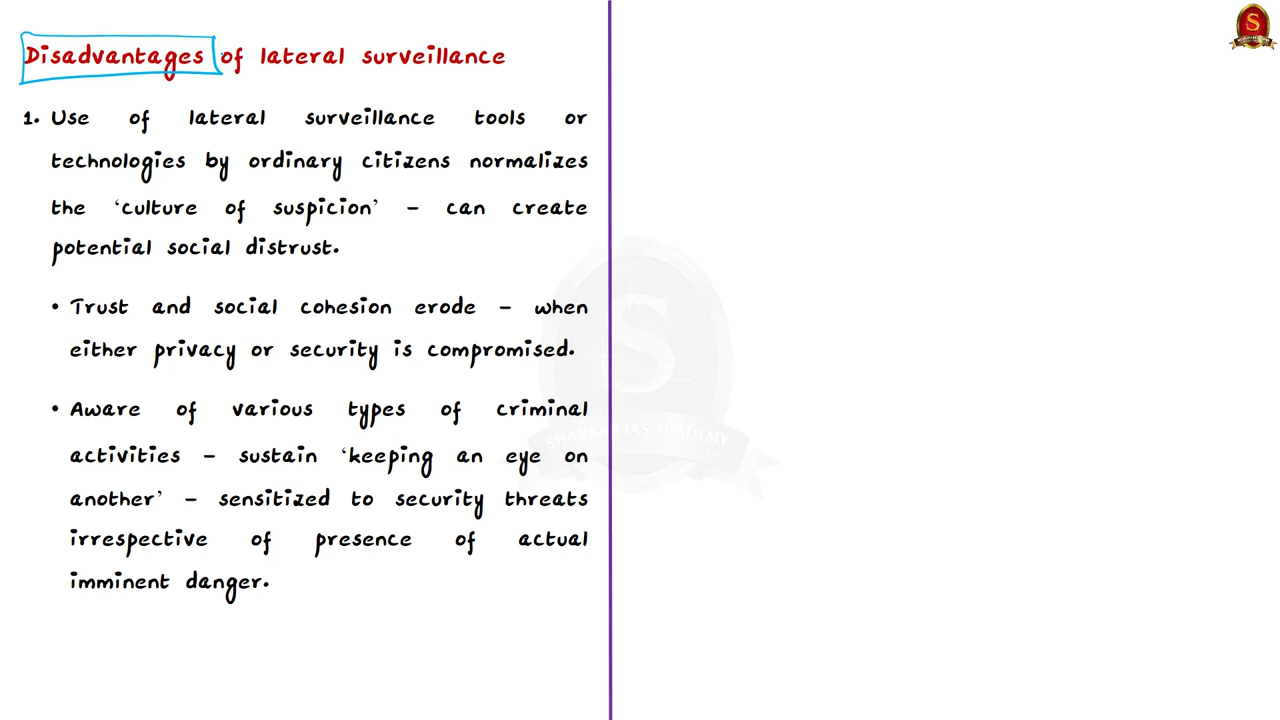 Disadvantages of lateral surveillance
1. Use of lateral surveillance tools or
technologies by ordinary citizens normalizes
the ‘culture of suspicion’ – can create
potential social distrust.
• Trust and social cohesion erode – when
either privacy or security is compromised.
• Aware of various types of criminal
activities – sustain ‘keeping an eye on
another’ – sensitized to security threats
irrespective of presence of actual
imminent danger.
S
S
SHANKAR IAS ACADEMY